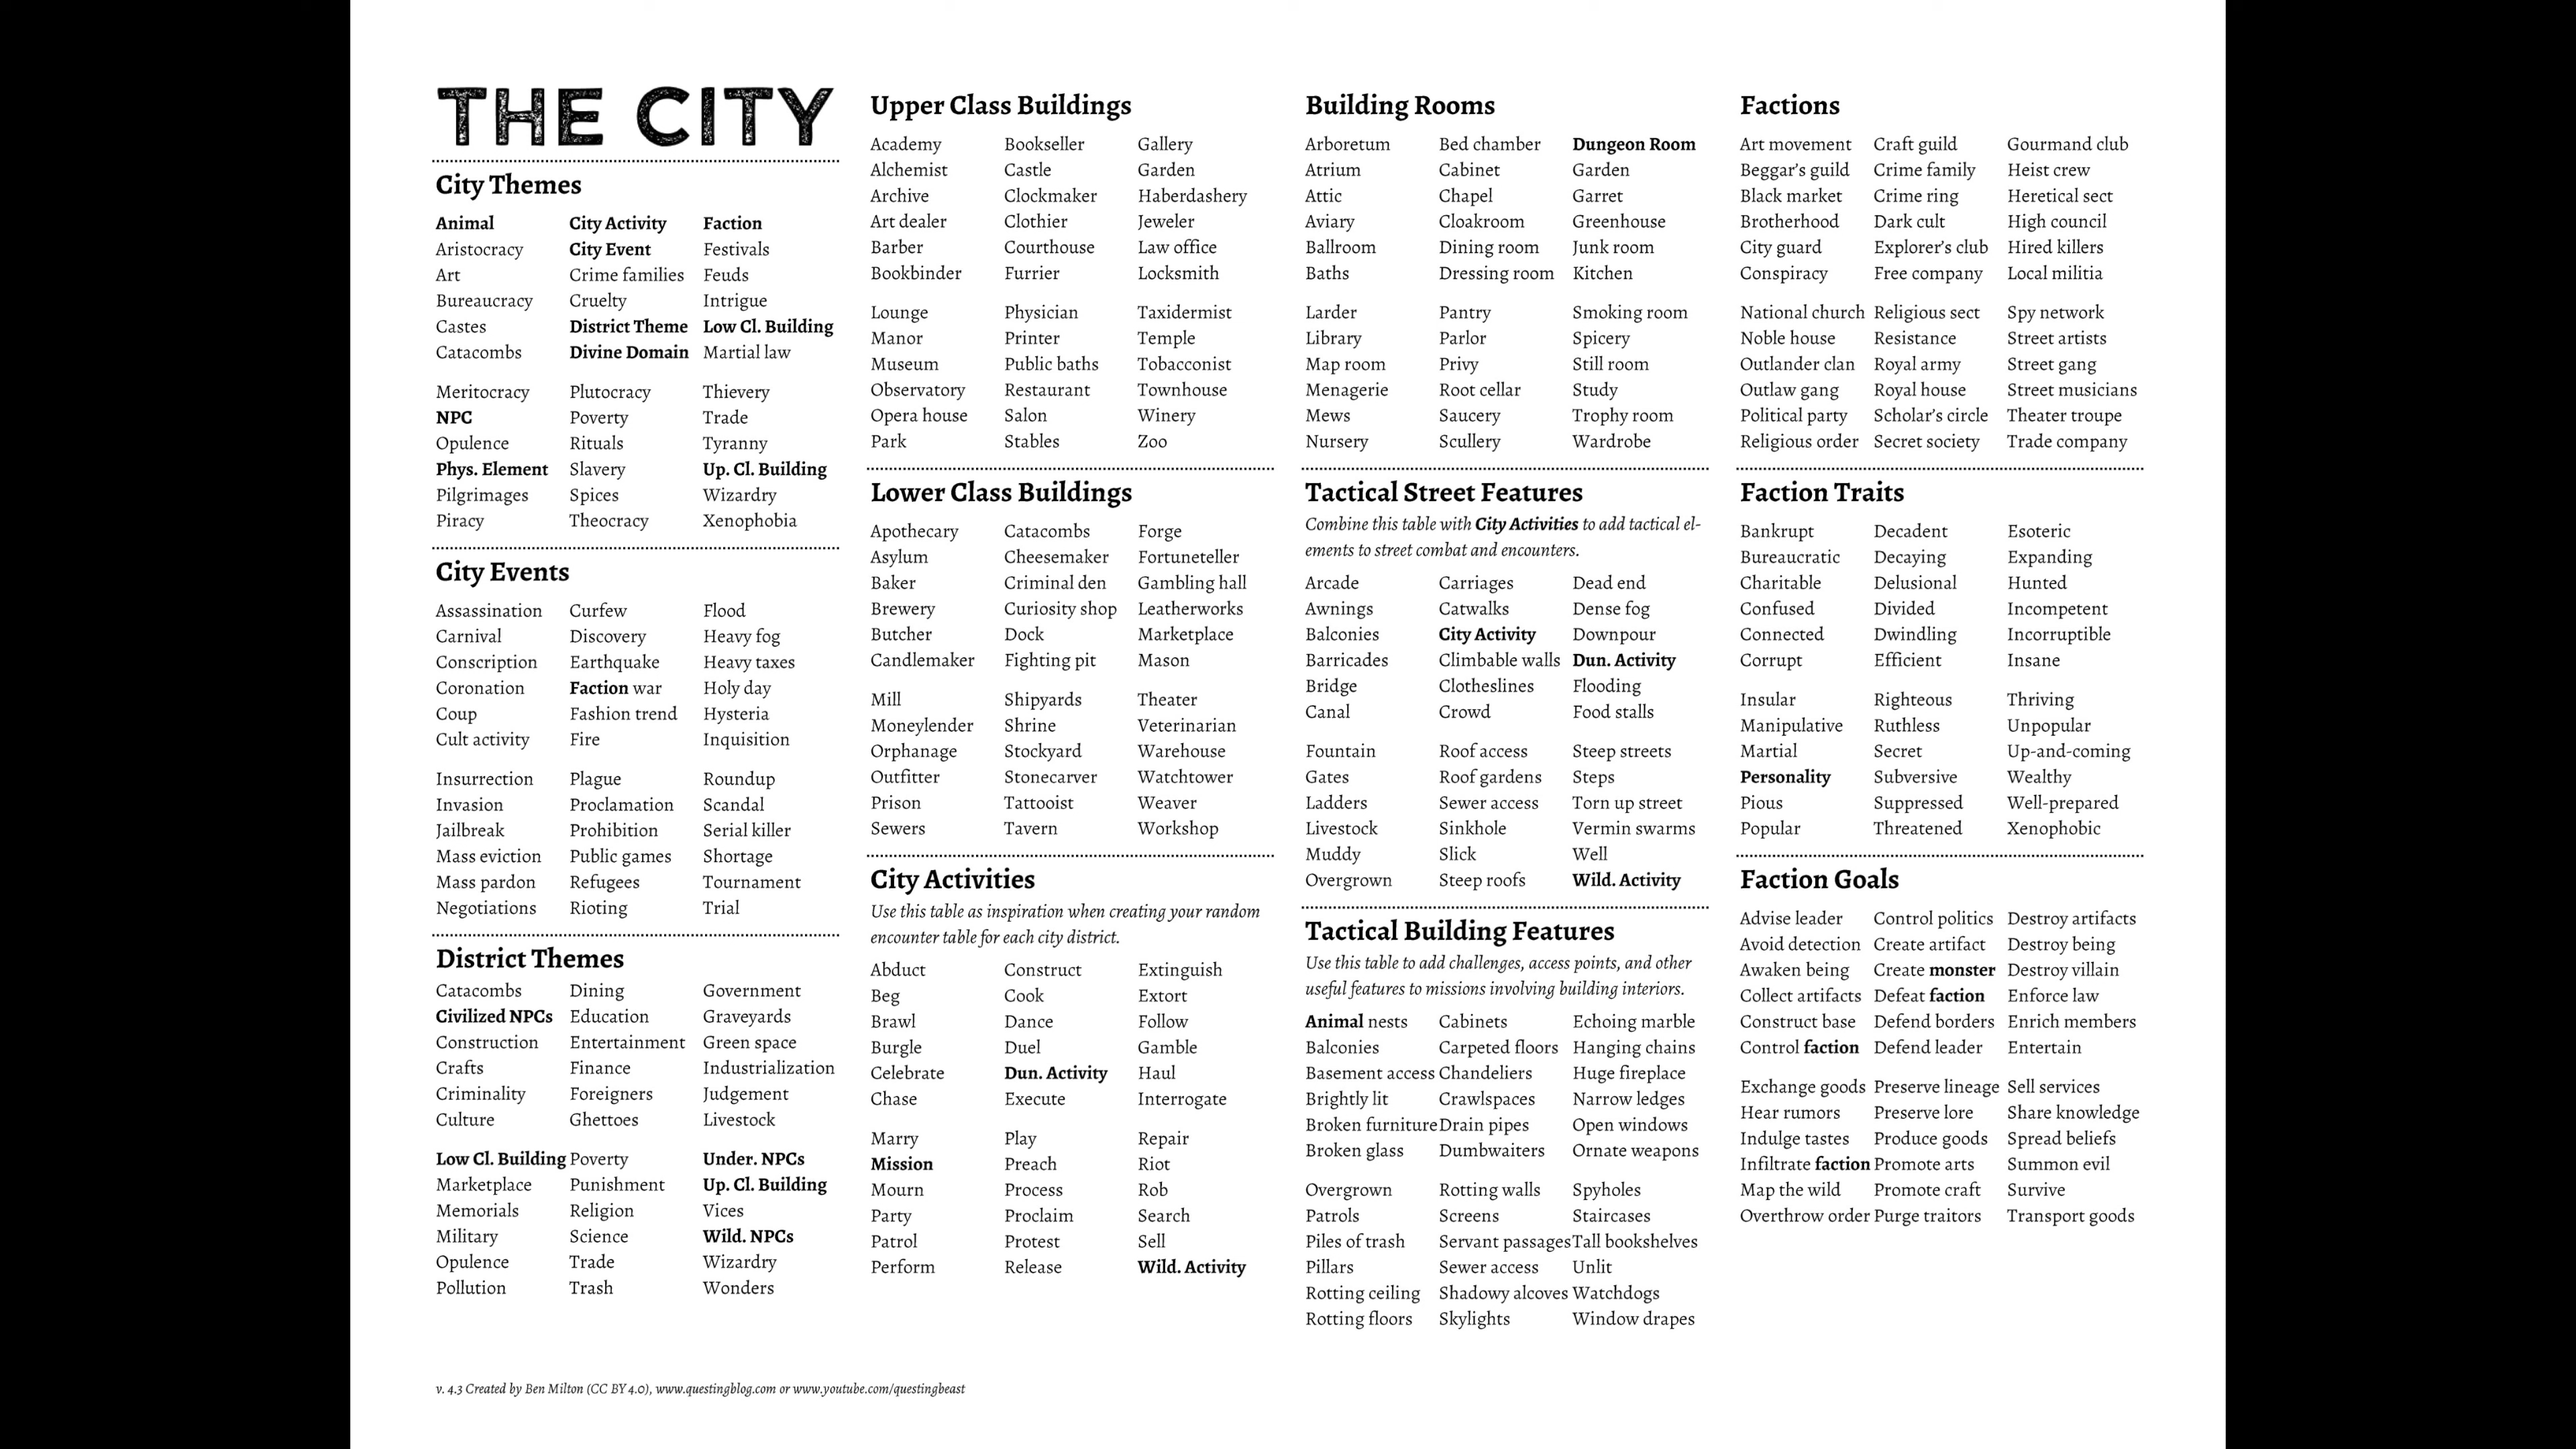 THE CITY
City Themes
Animal City Activity Faction
Aristocracy City Event Festivals
Art Crime families Feuds
Bureaucracy Cruelty Intrigue
Castes District Theme Low Cl. Building
Catacombs Divine Domain Martial law
Meritocracy Plutocracy Thievery
NPC Poverty Trade
Opulence Rituals Tyranny
Phys. Element Slavery Up. Cl. Building
Pilgrimages Spices Wizardry
Piracy Theocracy Xenophobia
City Events
Assassination Curfew Flood
Carnival Discovery Heavy fog
Conscription Earthquake Heavy taxes
Coronation Faction war Holy day
Coup Fashion trend Hysteria
Cult activity Fire Inquisition
Insurrection Plague Roundup
Invasion Proclamation Scandal
Jailbreak Prohibition Serial killer
Mass eviction Public games Shortage
Mass pardon Refugees Tournament
Negotiations Rioting Trial
District Themes
Catacombs Dining Government
Civilized NPCs Education Graveyards
Construction Entertainment Green space
Crafts Finance Industrialization
Criminality Foreigners Judgement
Culture Ghettoes Livestock
Low Cl. Building Poverty Under. NPCs
Marketplace Punishment Up. Cl. Building
Memorials Religion Vices
Military Science Wild. NPCs
Opulence Trade Wizardry
Pollution Trash Wonders
Upper Class Buildings
Academy Bookseller Gallery
Alchemist Castle Garden
Archive Clockmaker Haberdashery
Art dealer Clothier Jeweler
Barber Courthouse Law office
Bookbinder Furrier Locksmith
Lounge Physician Taxidermist
Manor Printer Temple
Museum Public baths Tobacconist
Observatory Restaurant Townhouse
Opera house Salon Winery
Park Stables Zoo
Lower Class Buildings
Apothecary Catacombs Forge
Asylum Cheesemaker Fortuneteller
Baker Criminal den Gambling hall
Brewery Curiosity shop Leatherworks
Butcher Dock Marketplace
Candlemaker Fighting pit Mason
Mill Shipyards Theater
Moneylender Shrine Veterinarian
Orphanage Stockyard Warehouse
Outfitter Stonecarver Watchtower
Prison Tattooist Weaver
Sewers Tavern Workshop
City Activities
Use this table as inspiration when creating your random
encounter table for each city district.
Abduct Construct Extinguish
Beg Cook Extort
Brawl Dance Follow
Burgle Duel Gamble
Celebrate Dun. Activity Haul
Chase Execute Interrogate
Marry Play Repair
Mission Preach Riot
Mourn Process Rob
Party Proclaim Search
Patrol Protest Sell
Perform Release Wild. Activity
Building Rooms
Arboretum Bed chamber Dungeon Room
Atrium Cabinet Garden
Attic Chapel Garret
Aviary Cloakroom Greenhouse
Ballroom Dining room Junk room
Baths Dressing room Kitchen
Larder Pantry Smoking room
Library Parlor Spicery
Map room Privy Still room
Menagerie Root cellar Study
Mews Saucery Trophy room
Nursery Scullery Wardrobe
Tactical Street Features
Combine this table with City Activities to add tactical el-
ements to street combat and encounters.
Arcade Carriages Dead end
Awnings Catwalks Dense fog
Balconies City Activity Downpour
Barricades Climbable walls Dun. Activity
Bridge Clotheslines Flooding
Canal Crowd Food stalls
Fountain Roof access Steep streets
Gates Roof gardens Steps
Ladders Sewer access Torn up street
Livestock Sinkhole Vermin swarms
Muddy Slick Well
Overgrown Steep roofs Wild. Activity
Tactical Building Features
Use this table to add challenges, access points, and other
useful features to missions involving building interiors.
Animal nests Cabinets Echoing marble
Balconies Carpeted floors Hanging chains
Basement access Chandeliers Huge fireplace
Brightly lit Crawlspaces Narrow ledges
Broken furniture Drain pipes Open windows
Broken glass Dumbwaiters Ornate weapons
Overgrown Rotting walls Spyholes
Patrols Screens Staircases
Piles of trash Servant passages Tall bookshelves
Pillars Sewer access Unlit
Rotting ceiling Shadowy alcoves Watchdogs
Rotting floors Skylights Window drapes
Factions
Art movement Craft guild Gourmand club
Beggar's guild Crime family Heist crew
Black market Crime ring Heretical sect
Brotherhood Dark cult High council
City guard Explorer's club Hired killers
Conspiracy Free company Local militia
National church Religious sect Spy network
Noble house Resistance Street artists
Outlander clan Royal army Street gang
Outlaw gang Royal house Street musicians
Political party Scholar's circle Theater troupe
Religious order Secret society Trade company
Faction Traits
Bankrupt Decadent Esoteric
Bureaucratic Decaying Expanding
Charitable Delusional Hunted
Confused Divided Incompetent
Connected Dwindling Incorruptible
Corrupt Efficient Insane
Insular Righteous Thriving
Manipulative Ruthless Unpopular
Martial Secret Up-and-coming
Personality Subversive Wealthy
Pious Suppressed Well-prepared
Popular Threatened Xenophobic
Faction Goals
Advise leader Control politics Destroy artifacts
Avoid detection Create artifact Destroy being
Awaken being Create monster Destroy villain
Collect artifacts Defeat faction Enforce law
Construct base Defend borders Enrich members
Control faction Defend leader Entertain
Exchange goods Preserve lineage Sell services
Hear rumors Preserve lore Share knowledge
Indulge tastes Produce goods Spread beliefs
Infiltrate faction Promote arts Summon evil
Map the wild Promote craft Survive
Overthrow order Purge traitors Transport goods
v. 4.3 Created by Ben Milton (CC BY 4.0), www.questingblog.com or www.youtube.com/questingbeast